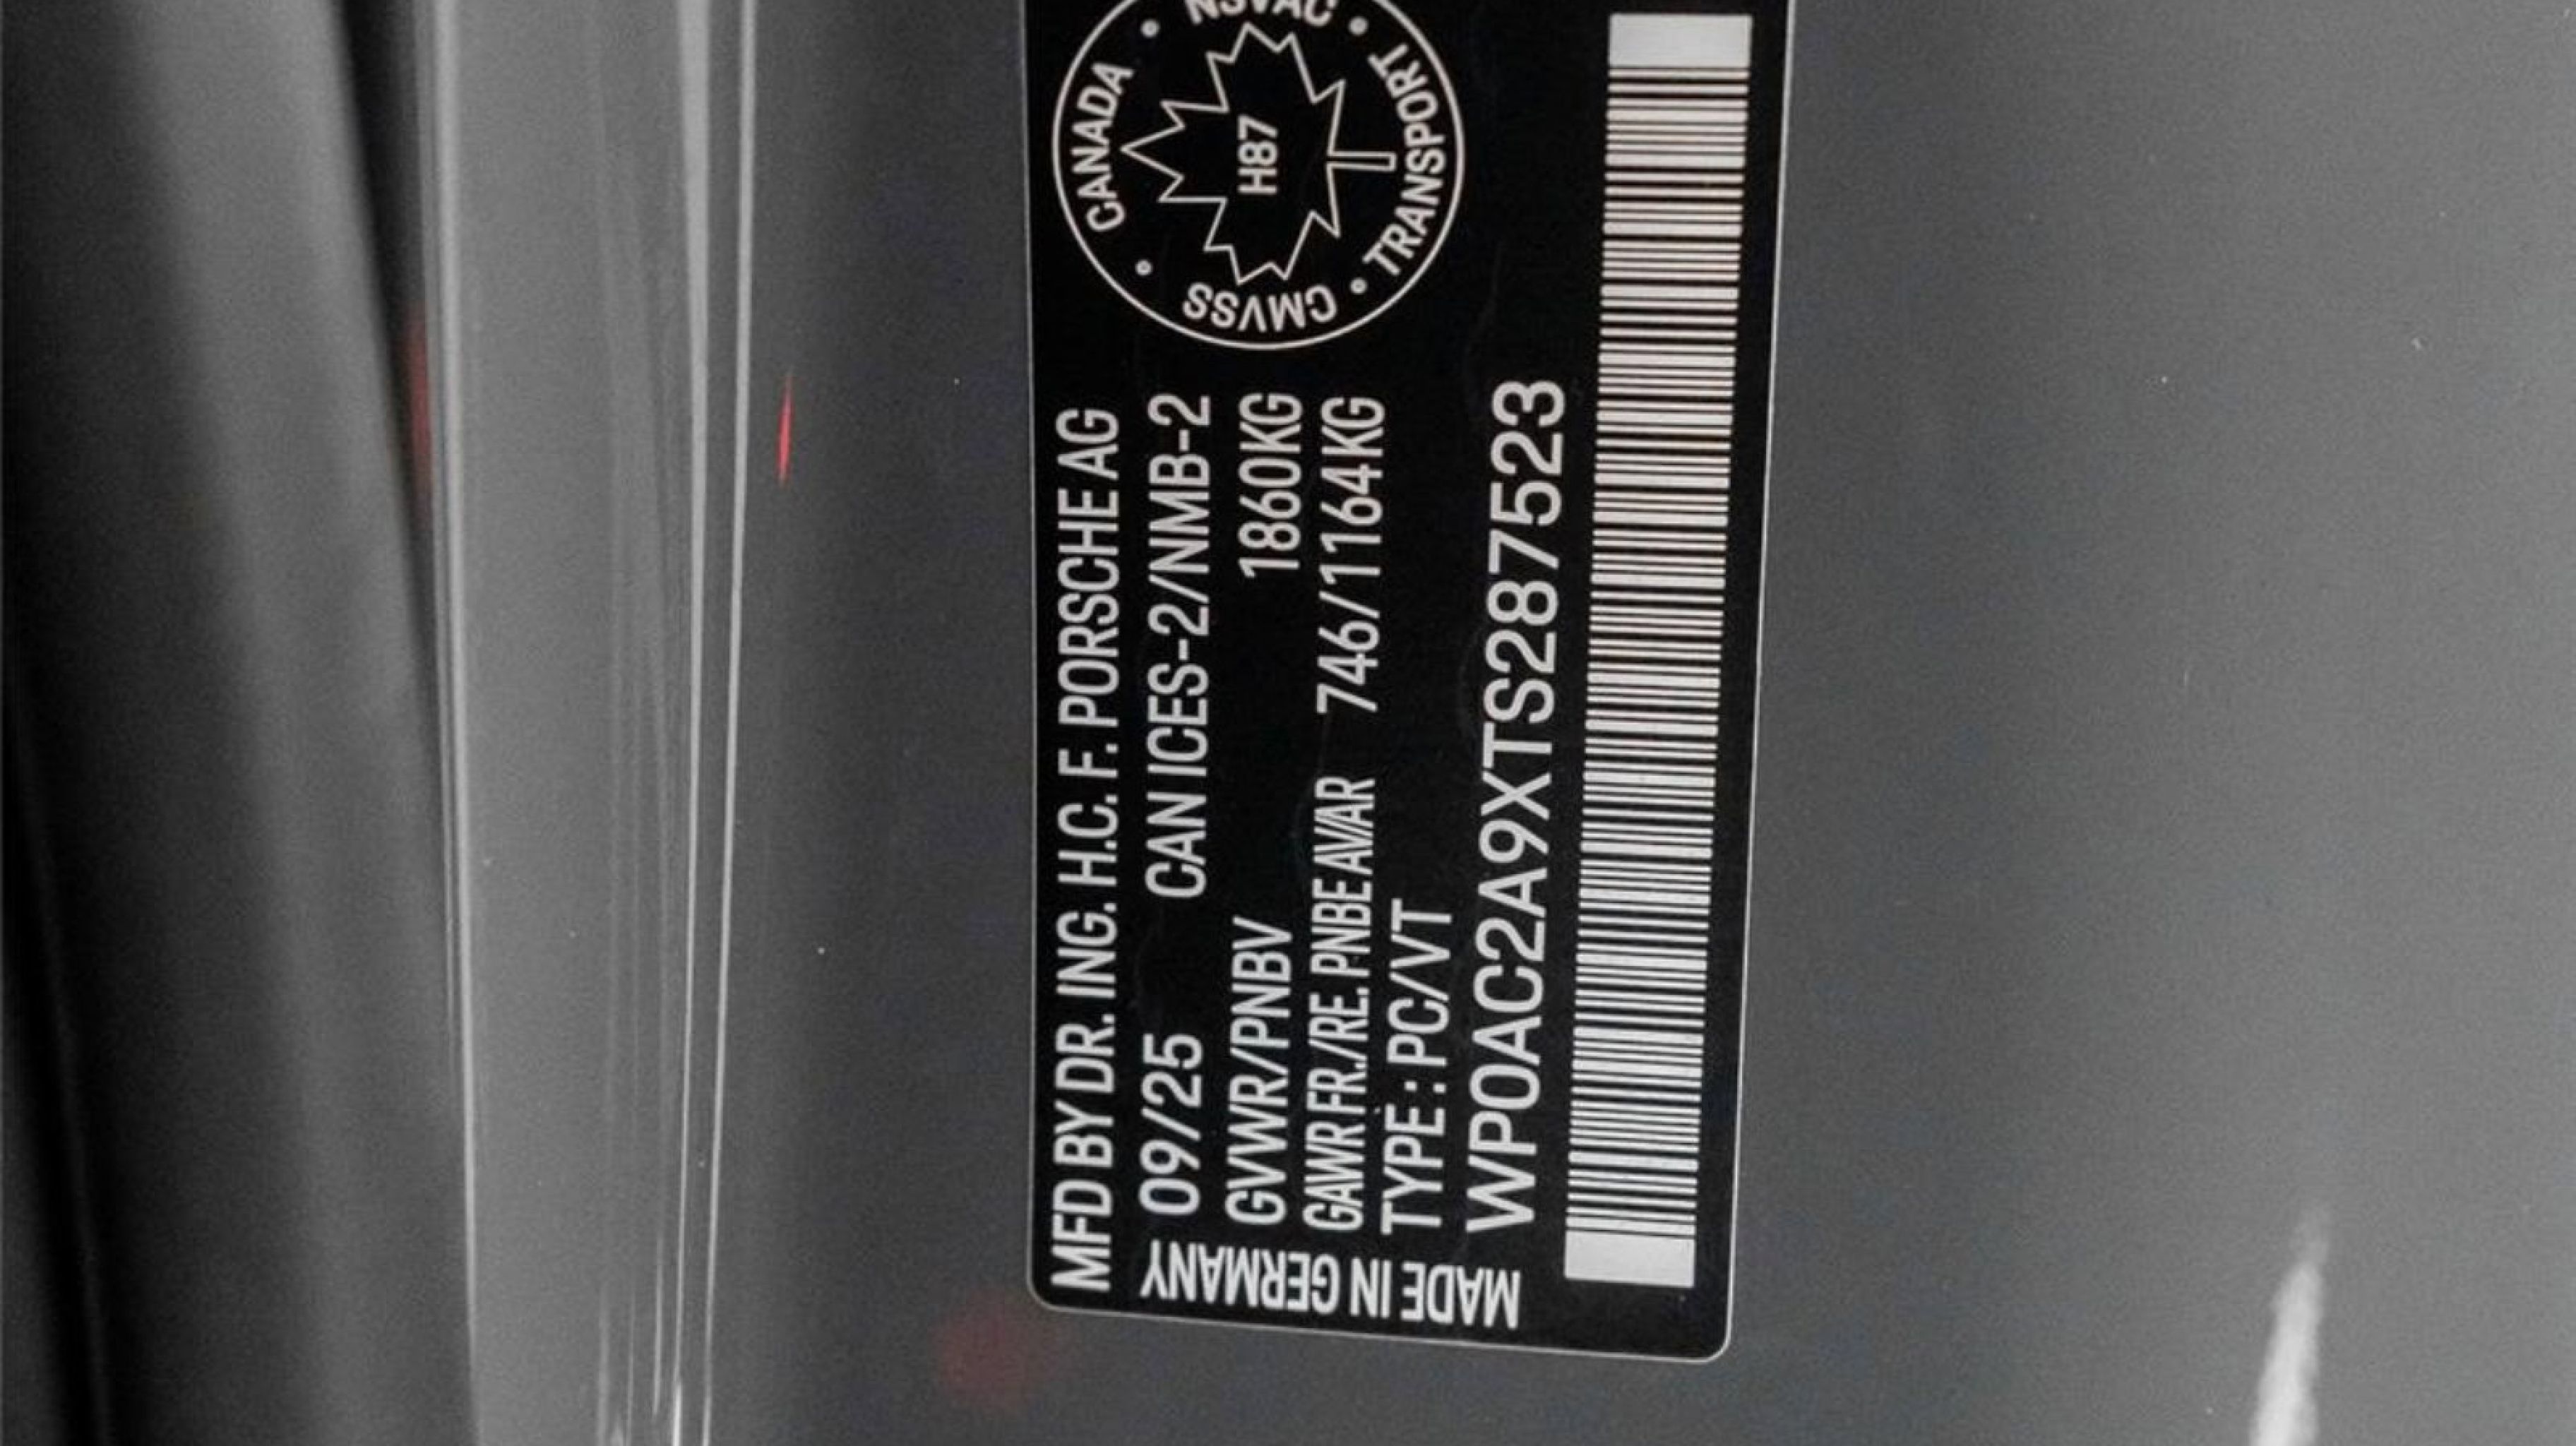 MFD BY DR. ING. H.C. F. PORSCHE AG
09/25 CAN ICES-2/NMB-2
GVWR/PNBV 1860KG
GAWR FR./RE. PNBE AV/AR 746/1164KG
TYPE : PC/VT
WP0AC2A9XTS287523
MADE IN GERMANY
CANADA
NSVAC
TRANSPORT
CMVSS
H87